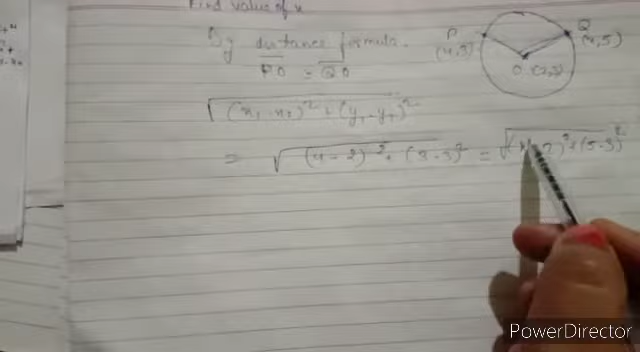 Find value of x
By distance formula.
PO = QO
P
(4,3)
Q
(x,5)
O (2,3)
√(x₁-x₂)²+(y₁-y₂)²
= √(4-2)²+(3-3)² = √(x-2)²+(5-3)²
PowerDirector